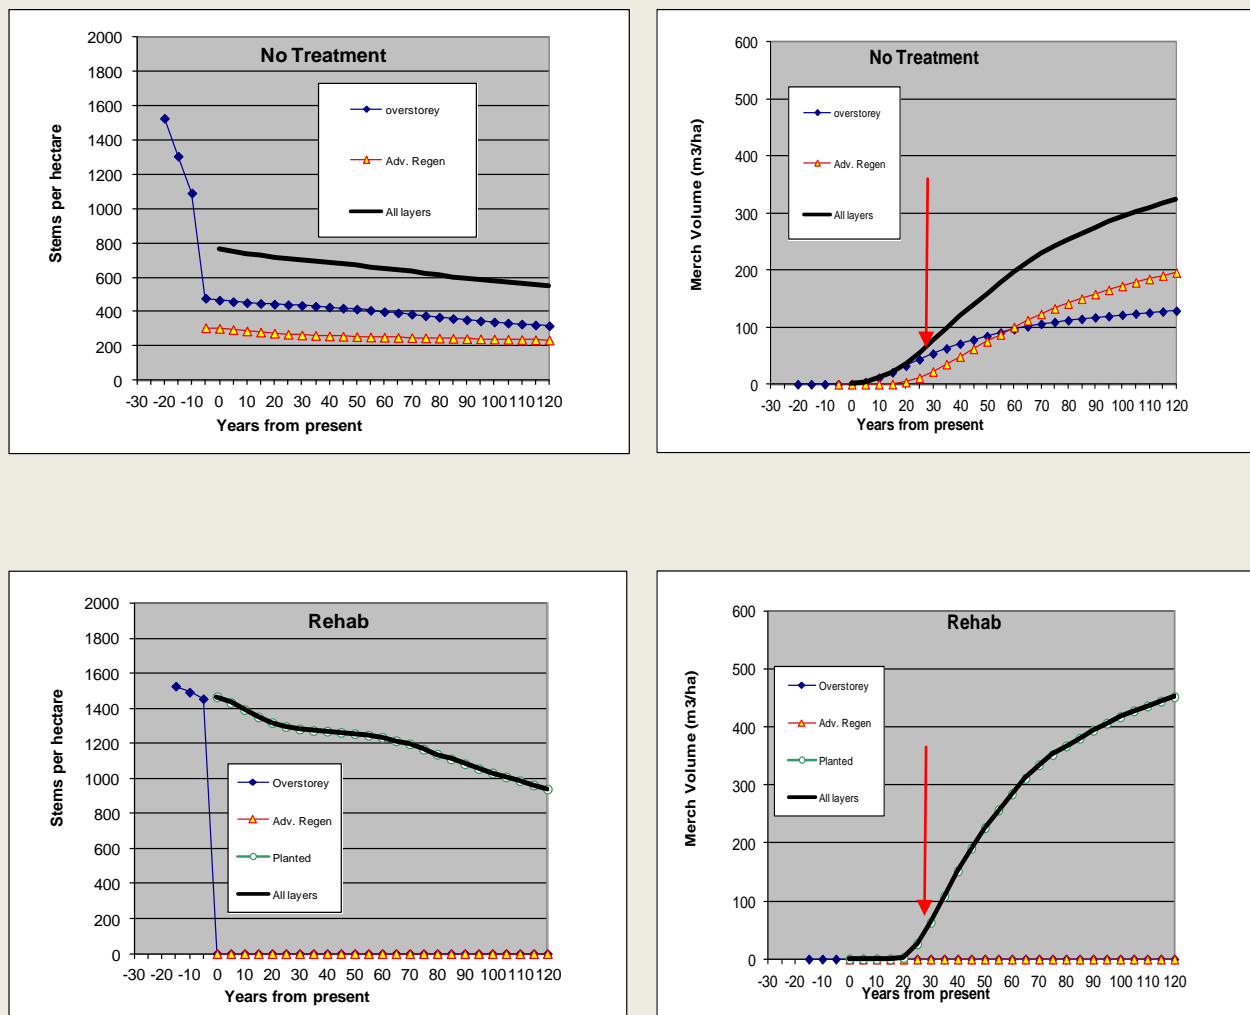 No Treatment
2000
1800
1600
1400
1200
1000
800
600
400
200
0
Stems per hectare
overstorey
Adv. Regen
All layers
-30 -20 -10 0 10 20 30 40 50 60 70 80 90 100 110 120
Years from present
No Treatment
600
500
400
300
200
100
0
Merch Volume (m3/ha)
overstorey
Adv. Regen
All layers
-30 -20 -10 0 10 20 30 40 50 60 70 80 90 100 110 120
Years from present
Rehab
2000
1800
1600
1400
1200
1000
800
600
400
200
0
Stems per hectare
Overstorey
Adv. Regen
Planted
All layers
-30 -20 -10 0 10 20 30 40 50 60 70 80 90 100 110 120
Years from present
Rehab
600
500
400
300
200
100
0
Merch Volume (m3/ha)
Overstorey
Adv. Regen
Planted
All layers
-30 -20 -10 0 10 20 30 40 50 60 70 80 90 100 110 120
Years from present